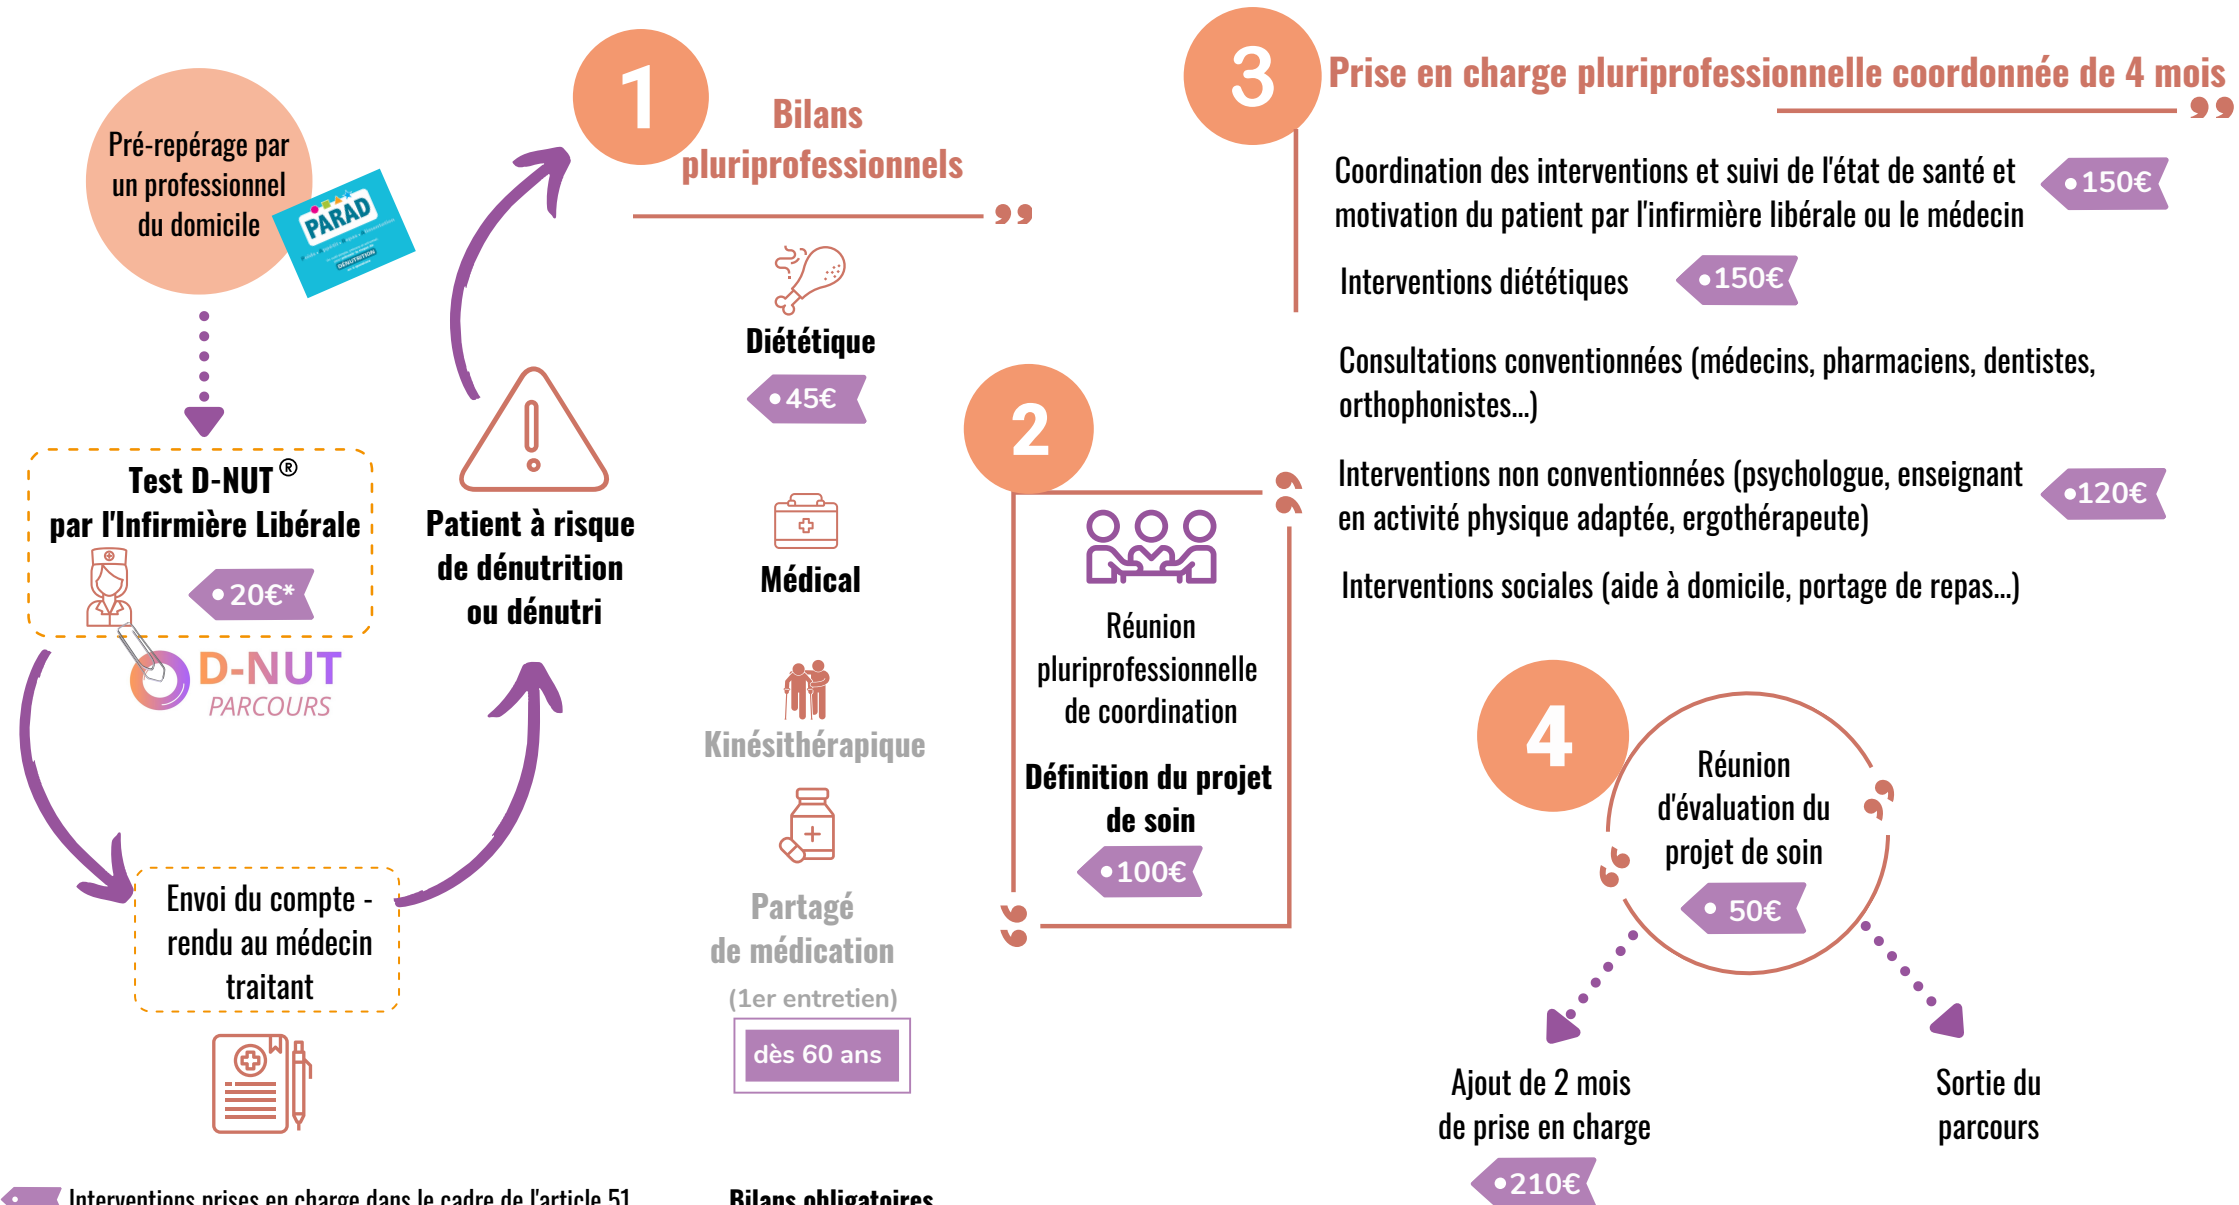 Pré-repérage par
un professionnel
du domicile
PARAD
DÉNUTRITION
Test D-NUT®
par l'Infirmière Libérale
20€*
D-NUT
PARCOURS
Envoi du compte -
rendu au médecin
traitant
Patient à risque
de dénutrition
ou dénutri
1
Bilans
pluriprofessionnels
Diététique
45€
Médical
Kinésithérapique
Partagé
de médication
(1er entretien)
dès 60 ans
2
Réunion
pluriprofessionnelle
de coordination
Définition du projet
de soin
100€
3
Prise en charge pluriprofessionnelle coordonnée de 4 mois
Coordination des interventions et suivi de l'état de santé et
motivation du patient par l'infirmière libérale ou le médecin
150€
Interventions diététiques
150€
Consultations conventionnées (médecins, pharmaciens, dentistes,
orthophonistes...)
Interventions non conventionnées (psychologue, enseignant
en activité physique adaptée, ergothérapeute)
120€
Interventions sociales (aide à domicile, portage de repas...)
4
Réunion
d'évaluation du
projet de soin
50€
Ajout de 2 mois
de prise en charge
210€
Sortie du
parcours
Interventions prises en charge dans le cadre de l'article 51
Bilans obligatoires